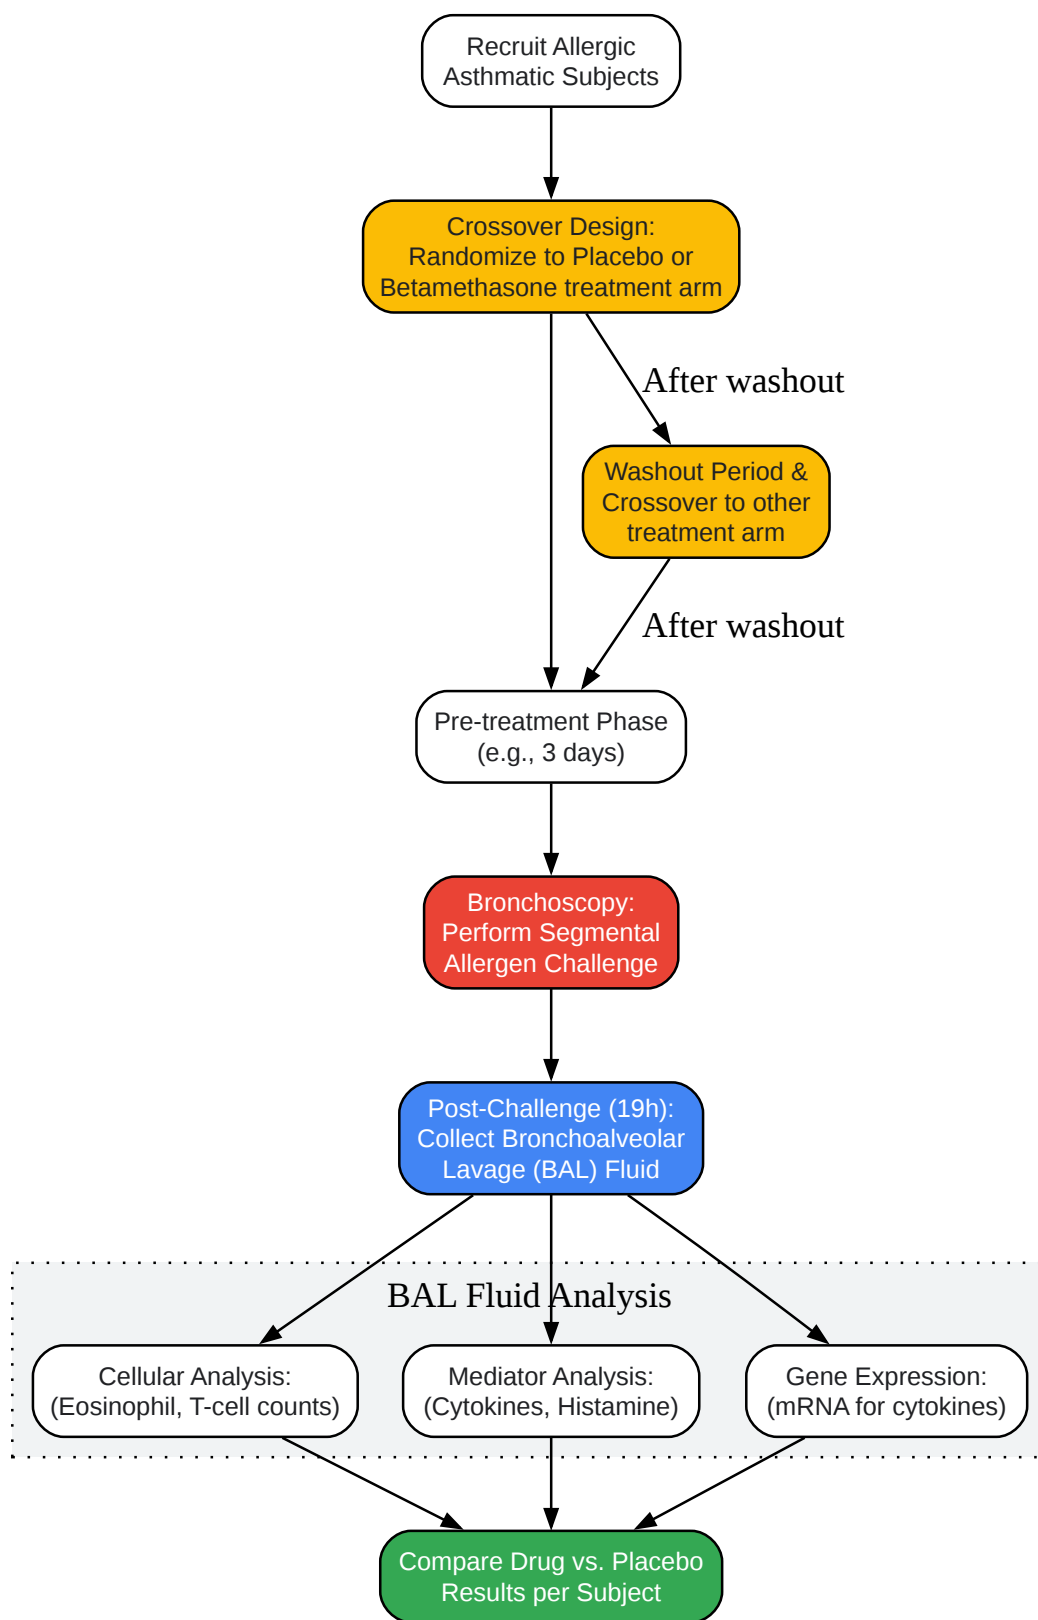 Recruit Allergic
Asthmatic Subjects
Crossover Design:
Randomize to Placebo or
Betamethasone treatment arm
After washout
Washout Period &
Crossover to other
treatment arm
After washout
Pre-treatment Phase
(e.g., 3 days)
Bronchoscopy:
Perform Segmental
Allergen Challenge
Post-Challenge (19h):
Collect Bronchoalveolar
Lavage (BAL) Fluid
BAL Fluid Analysis
Cellular Analysis:
(Eosinophil, T-cell counts)
Mediator Analysis:
(Cytokines, Histamine)
Gene Expression:
(mRNA for cytokines)
Compare Drug vs. Placebo
Results per Subject